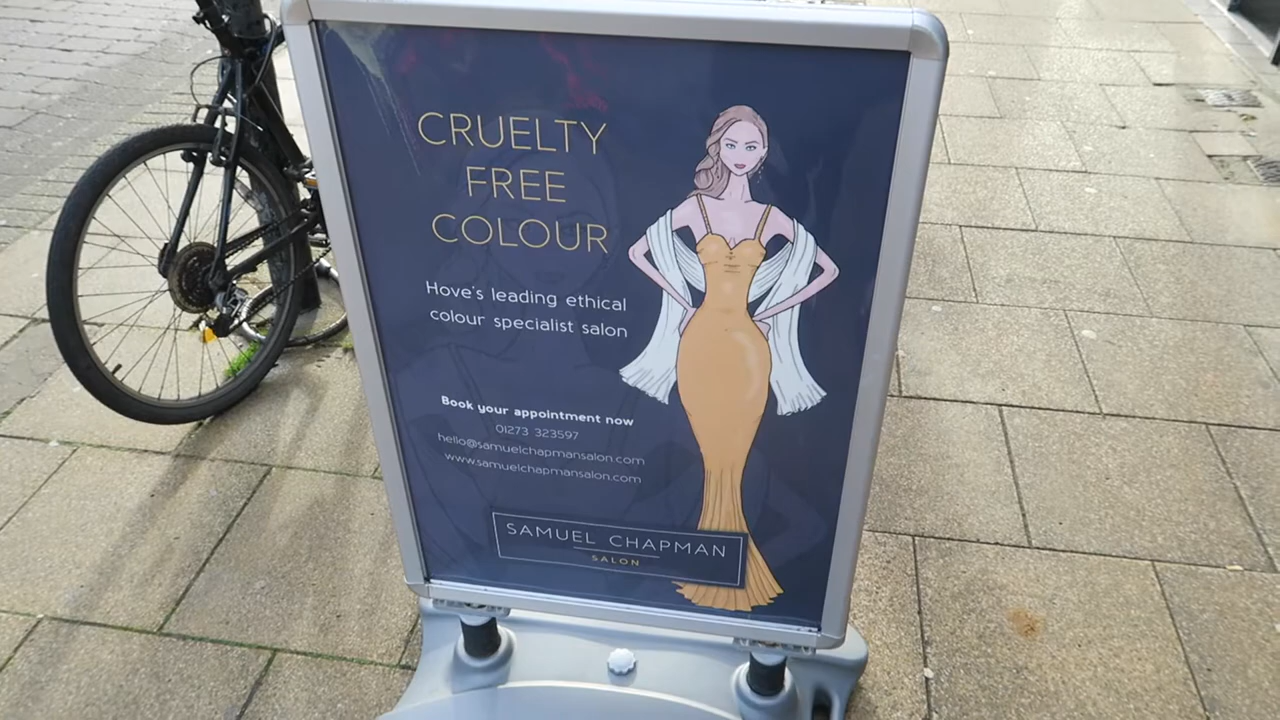 CRUELTY
FREE
COLOUR
Hove's leading ethical
colour specialist salon
Book your appointment now
01273 323597
hello@samuelchapmansalon.com
www.samuelchapmansalon.com
SAMUEL CHAPMAN
SALON